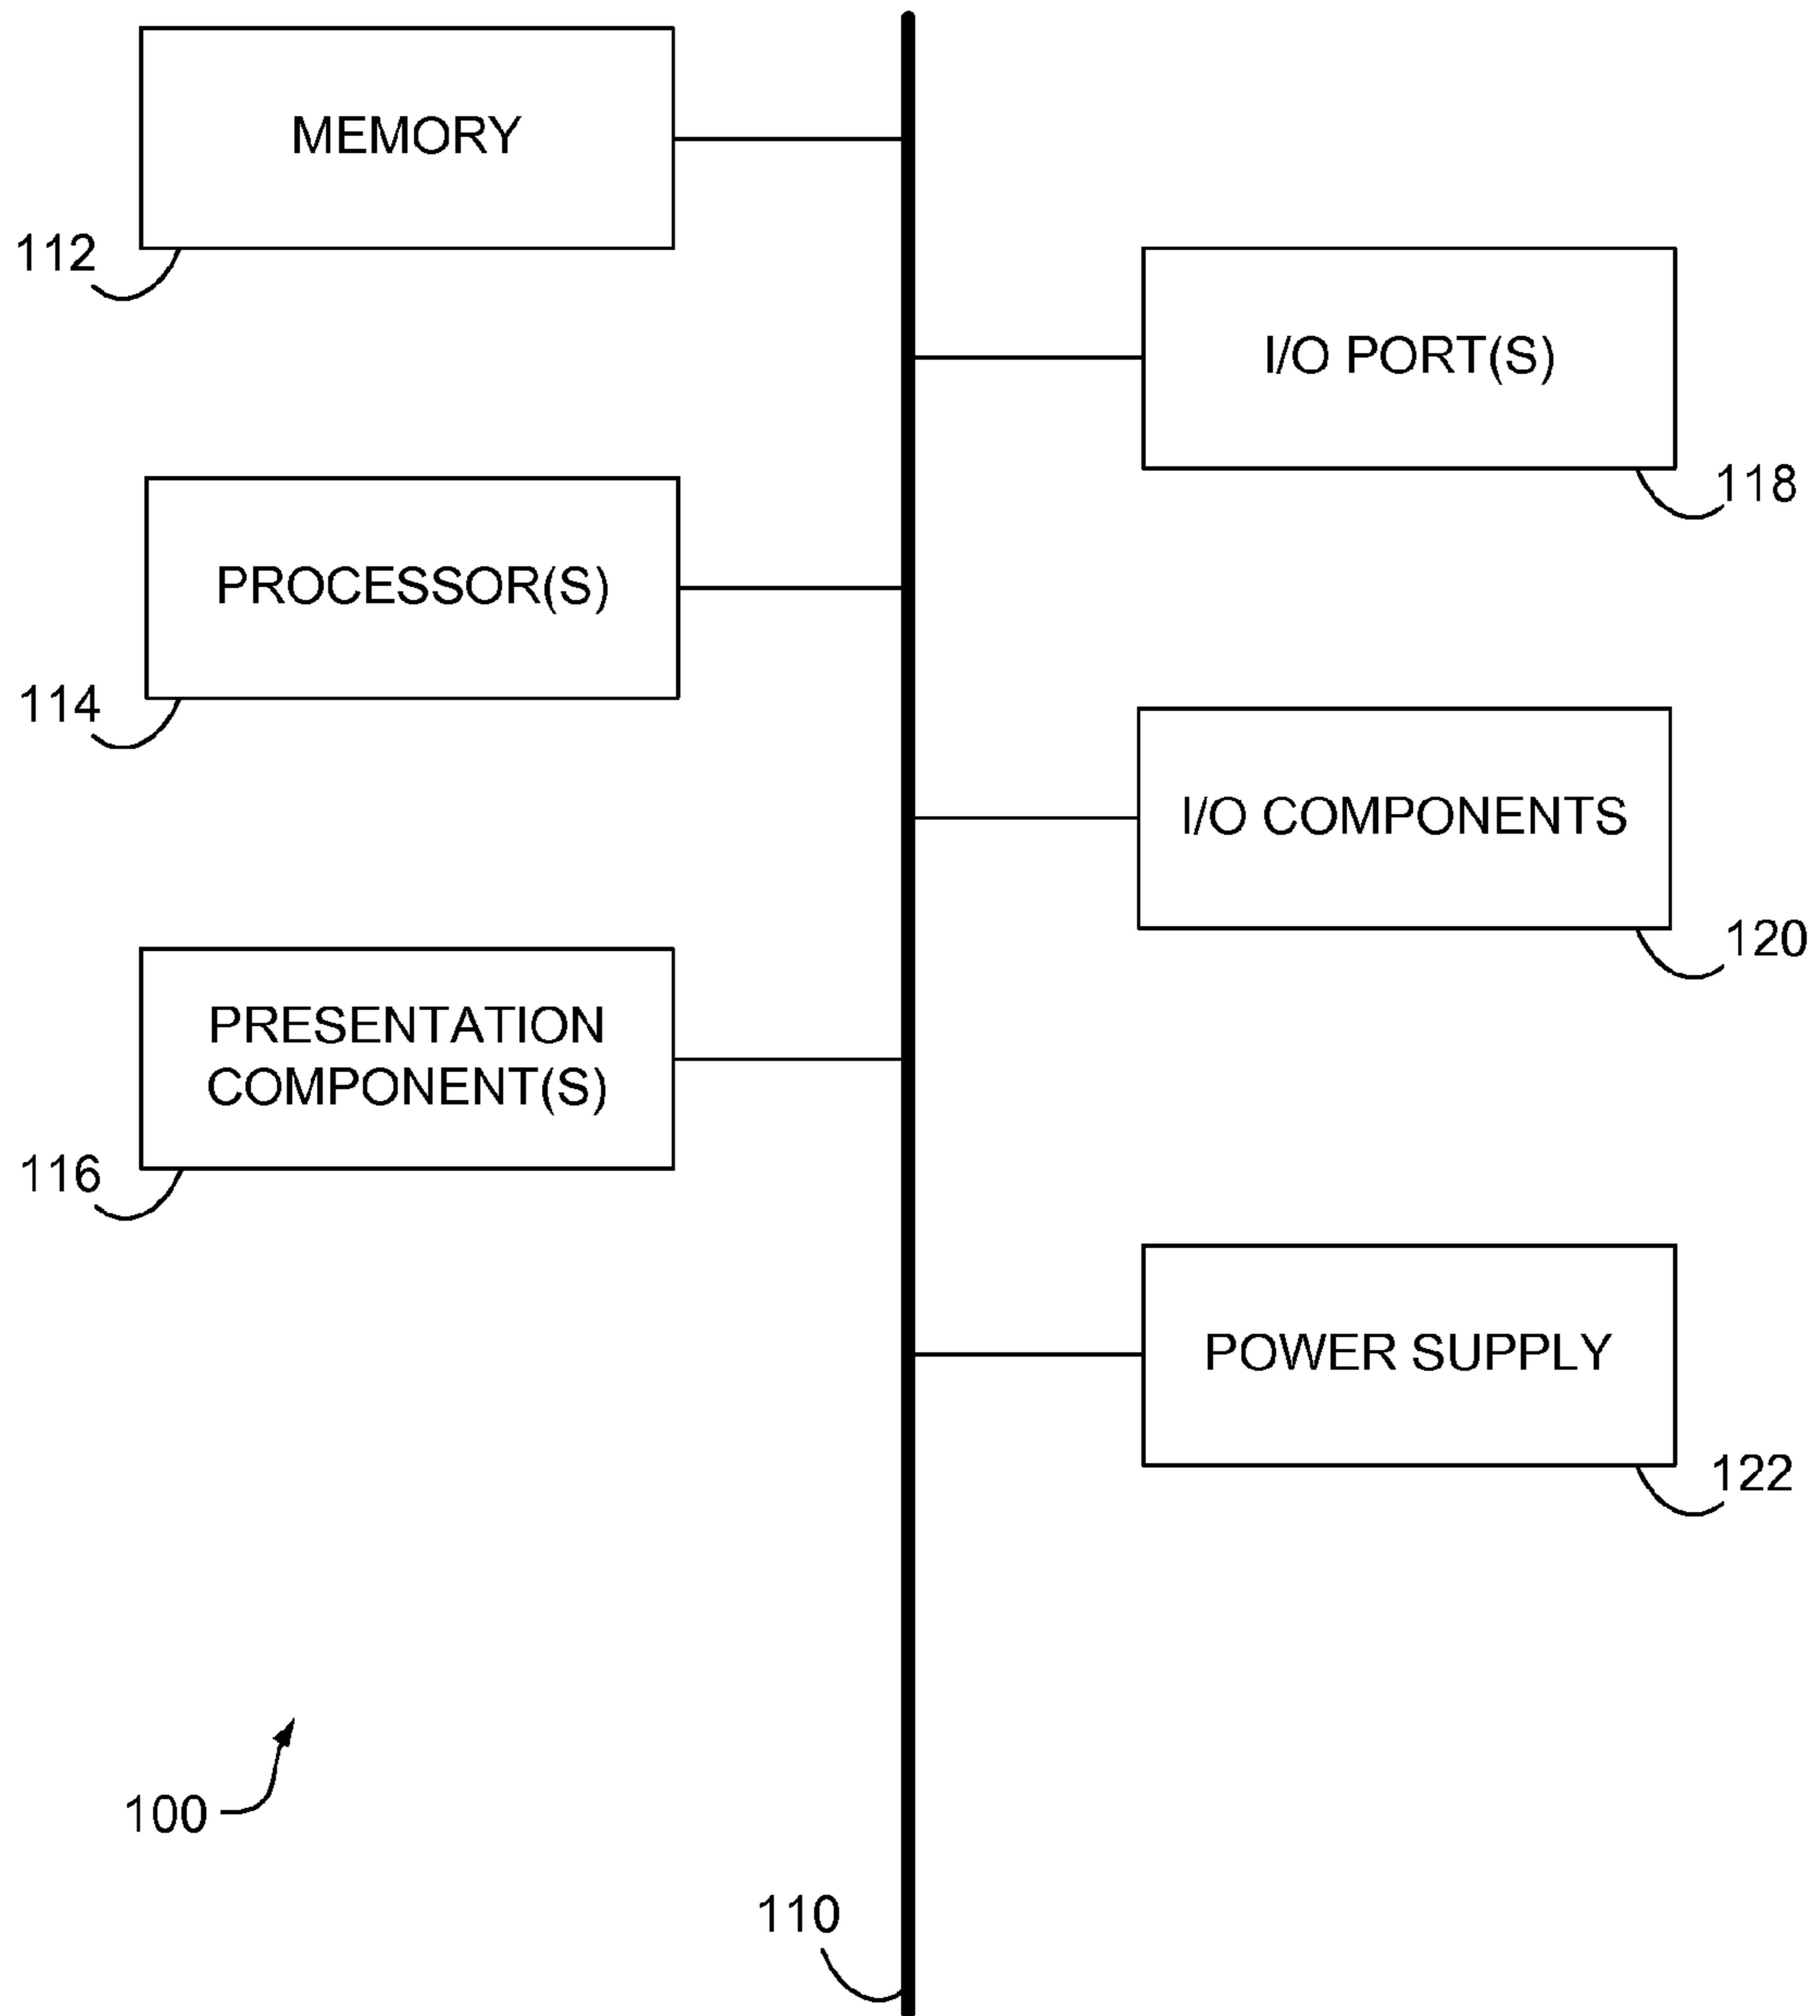 MEMORY
112
I/O PORT(S)
118
PROCESSOR(S)
114
I/O COMPONENTS
120
PRESENTATION
COMPONENT(S)
116
POWER SUPPLY
122
100
110